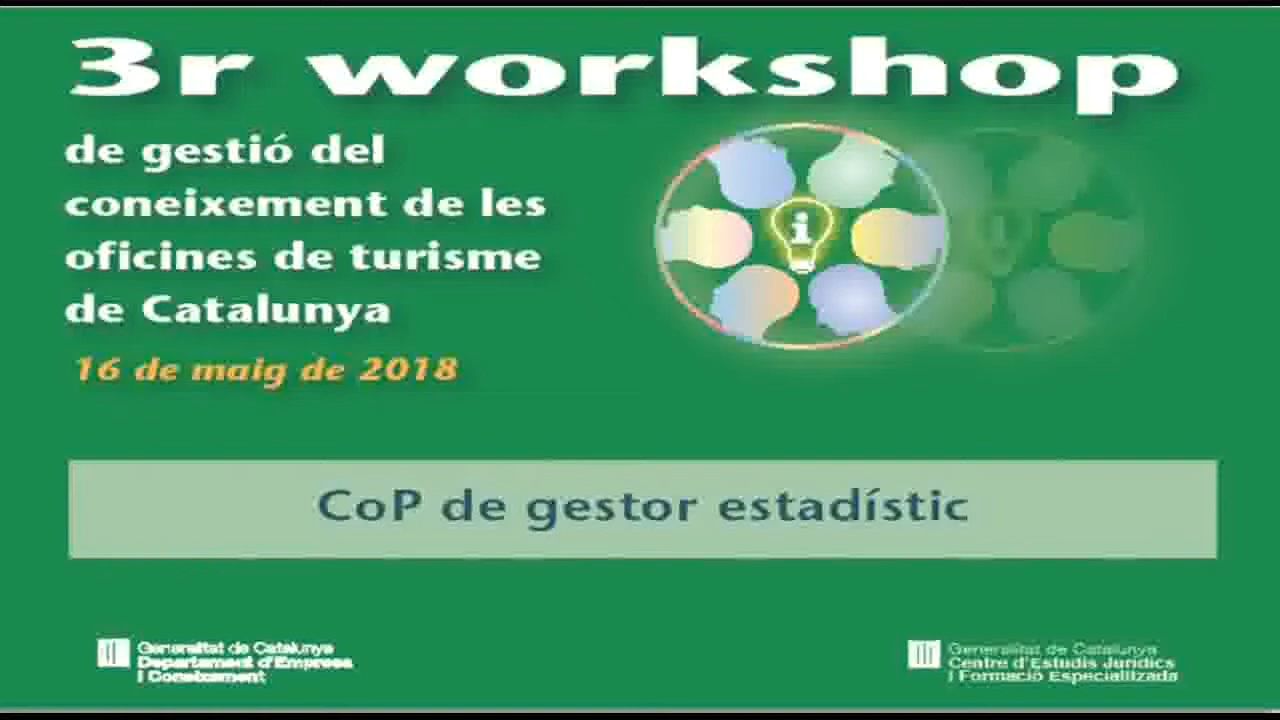 3r workshop
de gestió del
coneixement de les
oficines de turisme
de Catalunya
16 de maig de 2018
i
CoP de gestor estadístic
Generalitat de Catalunya
Departament d'Empresa
i Coneixement
Generalitat de Catalunya
Centre d'Estudis Jurídics
i Formació Especialitzada